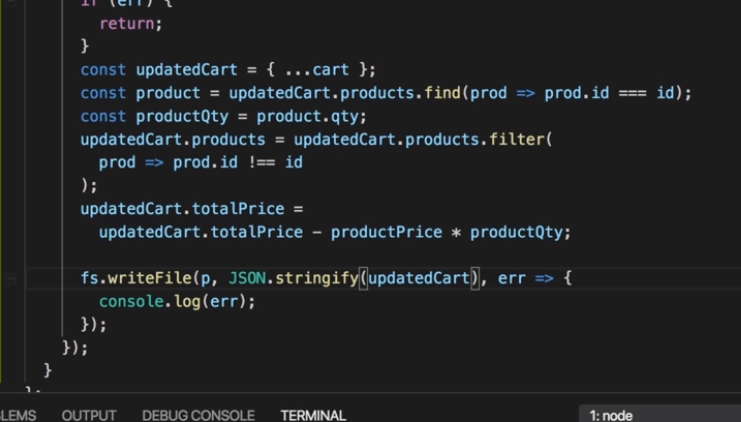 if (err) {
return;
}
const updatedCart = { ...cart };
const product = updatedCart.products.find(prod => prod.id === id);
const productQty = product.qty;
updatedCart.products = updatedCart.products.filter(
prod => prod.id !== id
);
updatedCart.totalPrice =
updatedCart.totalPrice - productPrice * productQty;
fs.writeFile(p, JSON.stringify(updatedCart), err => {
console.log(err);
});
});
}
};
LEMS OUTPUT DEBUG CONSOLE TERMINAL 1: node